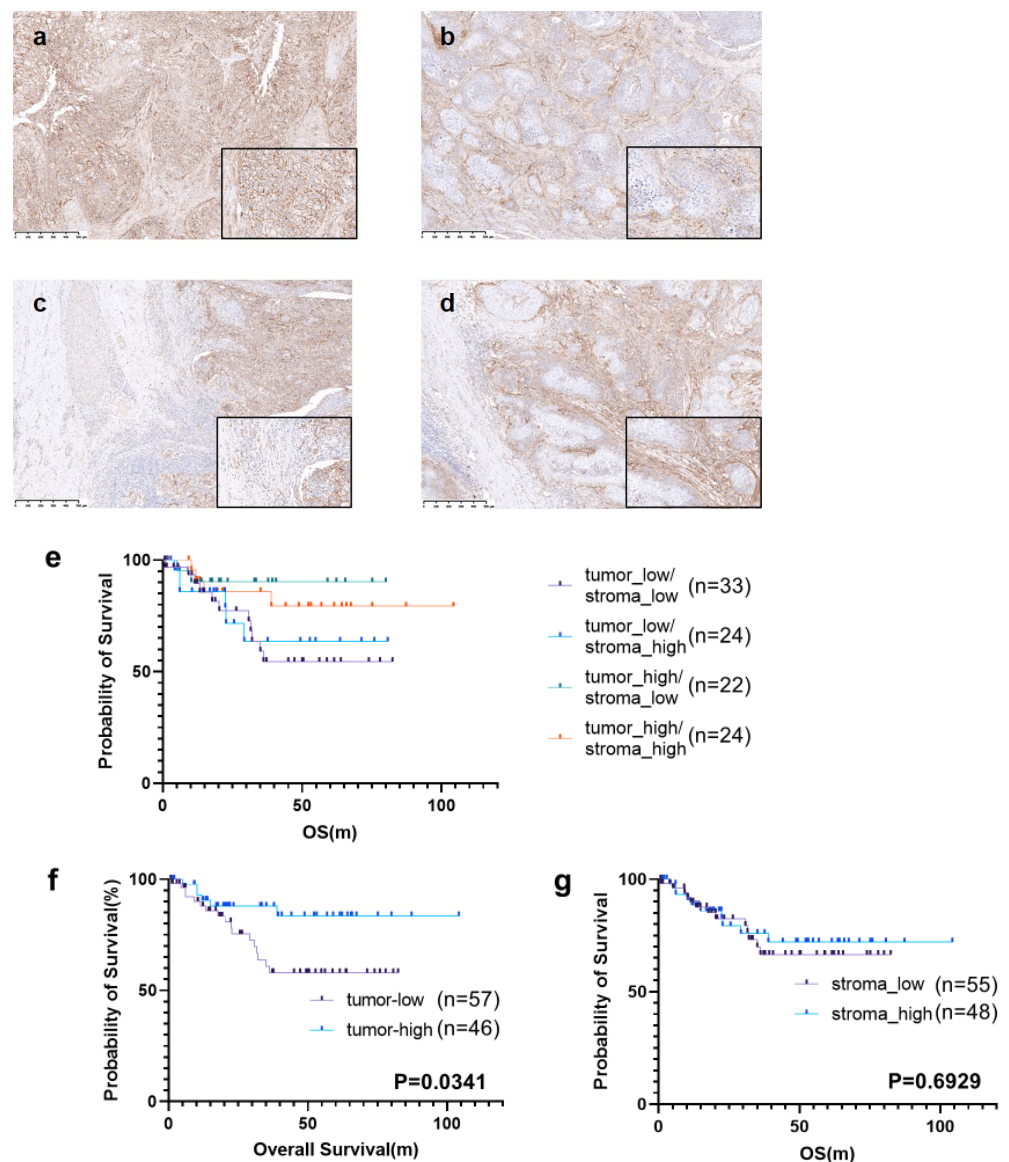 a
b
c
d
e
100
50
0
0
50
100
Probability of Survival
OS(m)
tumor_low/
stroma_low (n=33)
tumor_low/
stroma_high (n=24)
tumor_high/
stroma_low (n=22)
tumor_high/
stroma_high (n=24)
f
100
50
0
0
50
100
Probability of Survival(%)
Overall Survival(m)
tumor-low (n=57)
tumor-high (n=46)
P=0.0341
g
100
50
0
0
50
100
Probability of Survival
OS(m)
stroma_low (n=55)
stroma_high (n=48)
P=0.6929